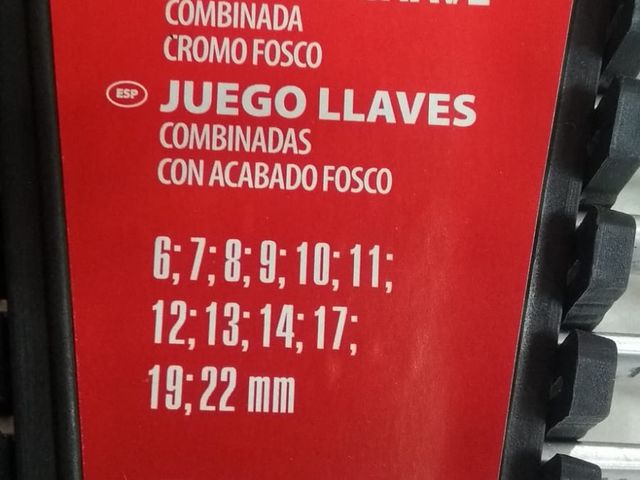 COMBINADA
CROMO FOSCO
ESP JUEGO LLAVES
COMBINADAS
CON ACABADO FOSCO
6; 7; 8; 9; 10; 11;
12; 13; 14; 17;
19; 22 mm